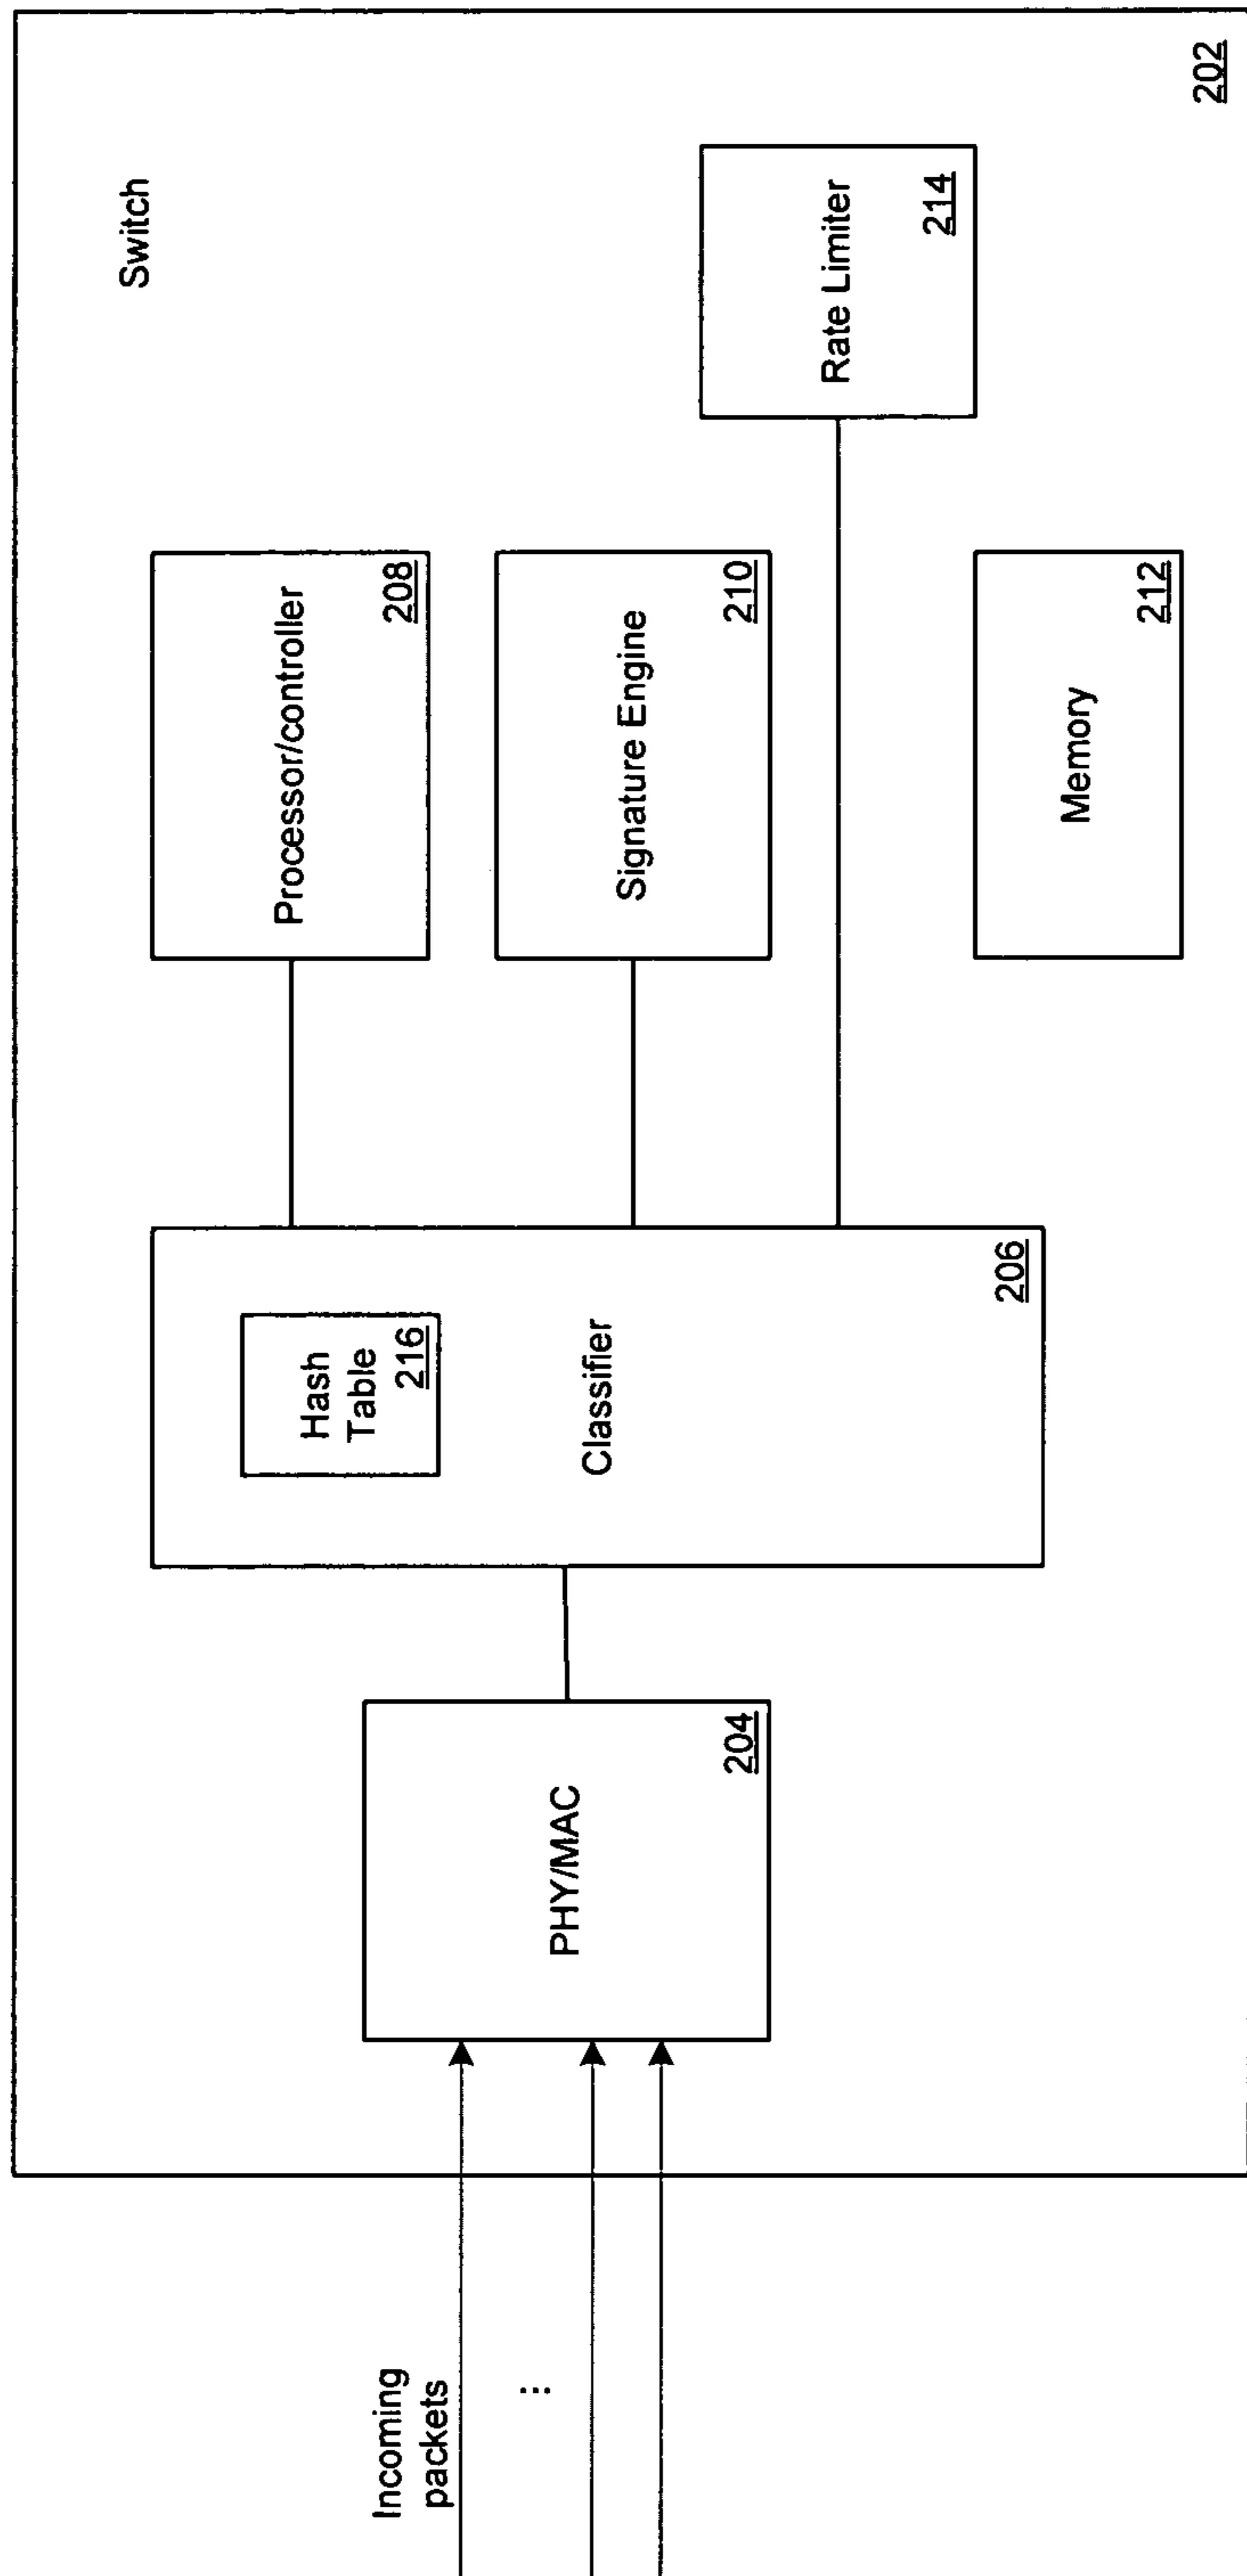 Switch
202
Incoming
packets
...
PHY/MAC
204
Hash
Table
216
Classifier
206
Processor/controller
208
Signature Engine
210
Memory
212
Rate Limiter
214